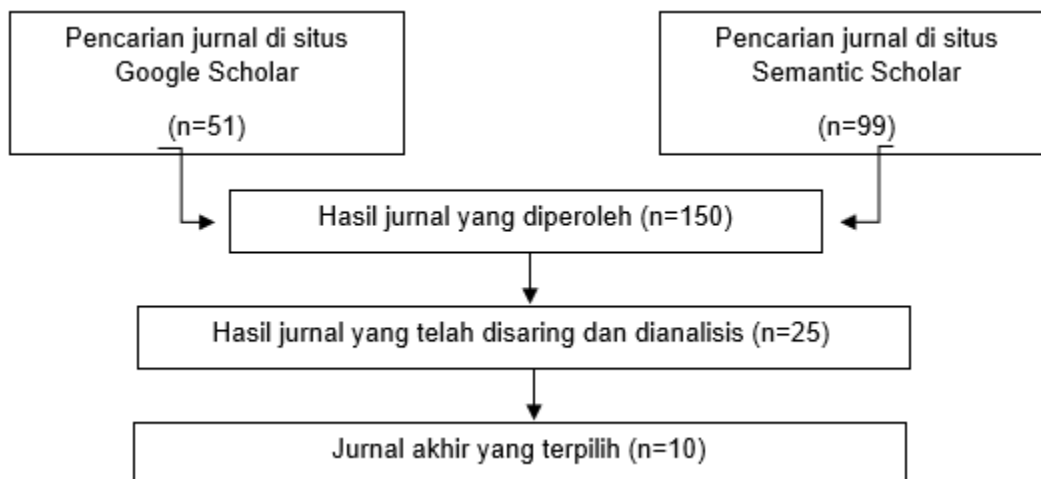 Pencarian jurnal di situs
Google Scholar
(n=51)
Pencarian jurnal di situs
Semantic Scholar
(n=99)
Hasil jurnal yang diperoleh (n=150)
Hasil jurnal yang telah disaring dan dianalisis (n=25)
Jurnal akhir yang terpilih (n=10)